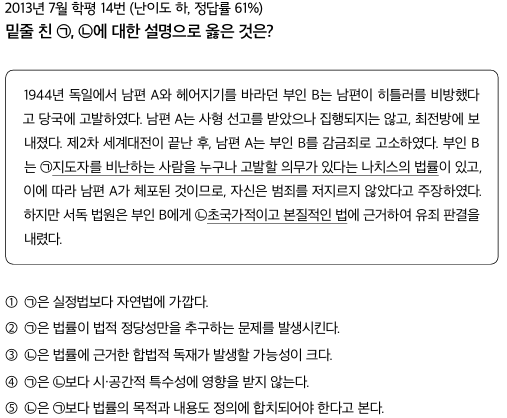 2013년 7월 학평 14번 (난이도 하, 정답률 61%)
밑줄 친 ㉠, ㉡에 대한 설명으로 옳은 것은?
1944년 독일에서 남편 A와 헤어지기를 바라던 부인 B는 남편이 히틀러를 비방했다
고 당국에 고발하였다. 남편 A는 사형 선고를 받았으나 집행되지는 않고, 최전방에 보
내졌다. 제2차 세계대전이 끝난 후, 남편 A는 부인 B를 감금죄로 고소하였다. 부인 B
는 ㉠지도자를 비난하는 사람을 누구나 고발할 의무가 있다는 나치스의 법률이 있고,
이에 따라 남편 A가 체포된 것이므로, 자신은 범죄를 저지르지 않았다고 주장하였다.
하지만 서독 법원은 부인 B에게 ㉡초국가적이고 본질적인 법에 근거하여 유죄 판결을
내렸다.
① ㉠은 실정법보다 자연법에 가깝다.
② ㉠은 법률이 법적 정당성만을 추구하는 문제를 발생시킨다.
③ ㉡은 법률에 근거한 합법적 독재가 발생할 가능성이 크다.
④ ㉠은 ㉡보다 시·공간적 특수성에 영향을 받지 않는다.
⑤ ㉡은 ㉠보다 법률의 목적과 내용도 정의에 합치되어야 한다고 본다.